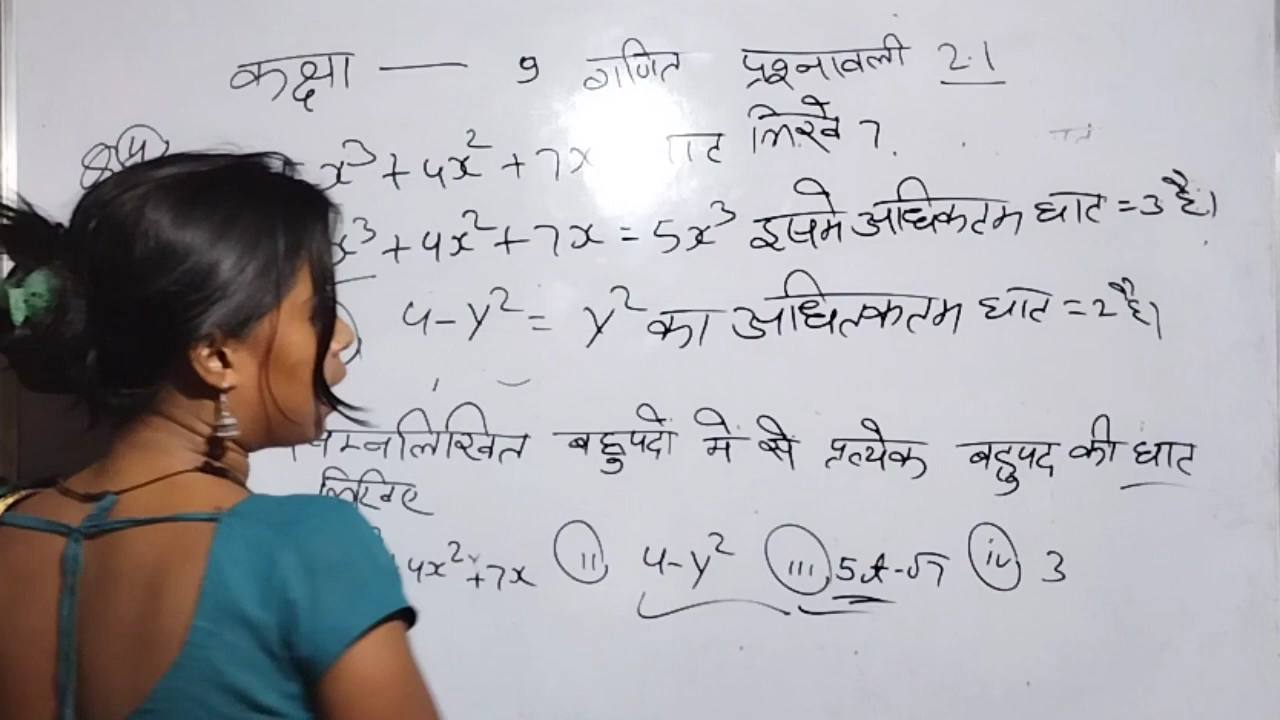 कक्षा — 9 गणित प्रश्नावली 2.1
Q 4 x³ + 4x² + 7x घाट लिखे ?
x³ + 4x² + 7x = 5x³ इसमे अधिकतम घाट = 3 है।
4 - y² = y² का अधितकतम घात = 2 है।
निम्नलिखित बहुपदो में से प्रत्येक बहुपद की घाट
लिखिए
4x² + 7x (ii) 4 - y² (iii) 5t - √7 (iv) 3